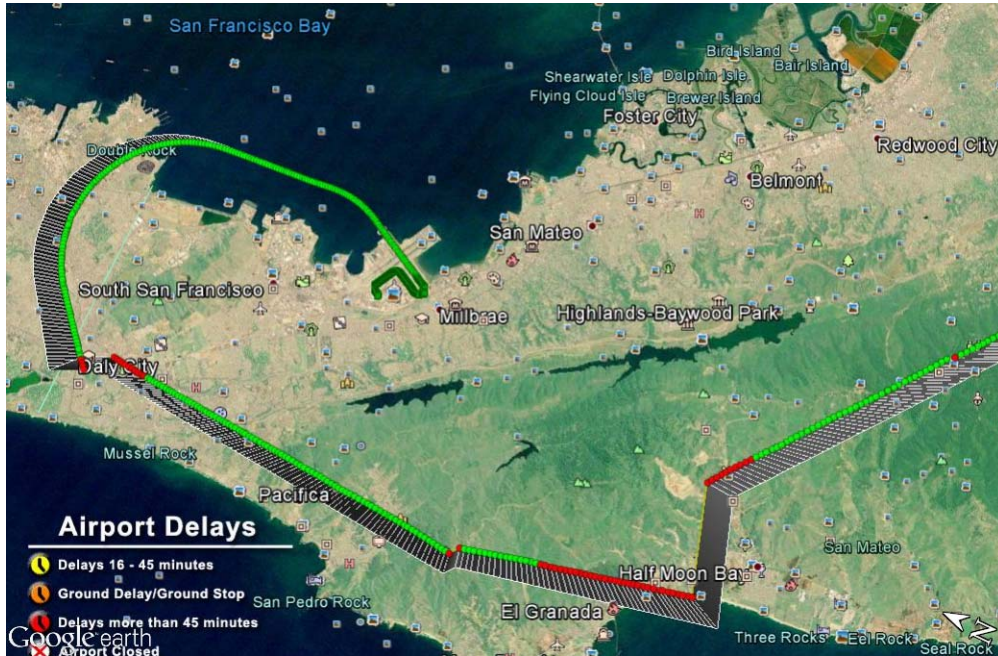 San Francisco Bay
Bird Island
Bair Island
Shearwater Isle
Dolphin Isle
Flying Cloud Isle
Brewer Island
Foster City
Redwood City
Double Rock
Belmont
San Mateo
South San Francisco
Millbrae
Highlands-Baywood Park
Daly City
Mussel Rock
Pacifica
Airport Delays
Delays 16 - 45 minutes
Ground Delay/Ground Stop
Delays more than 45 minutes
Airport Closed
San Mateo
Half Moon Bay
San Pedro Rock
El Granada
Three Rocks
Eel Rock
Seal Rock
Google earth
N